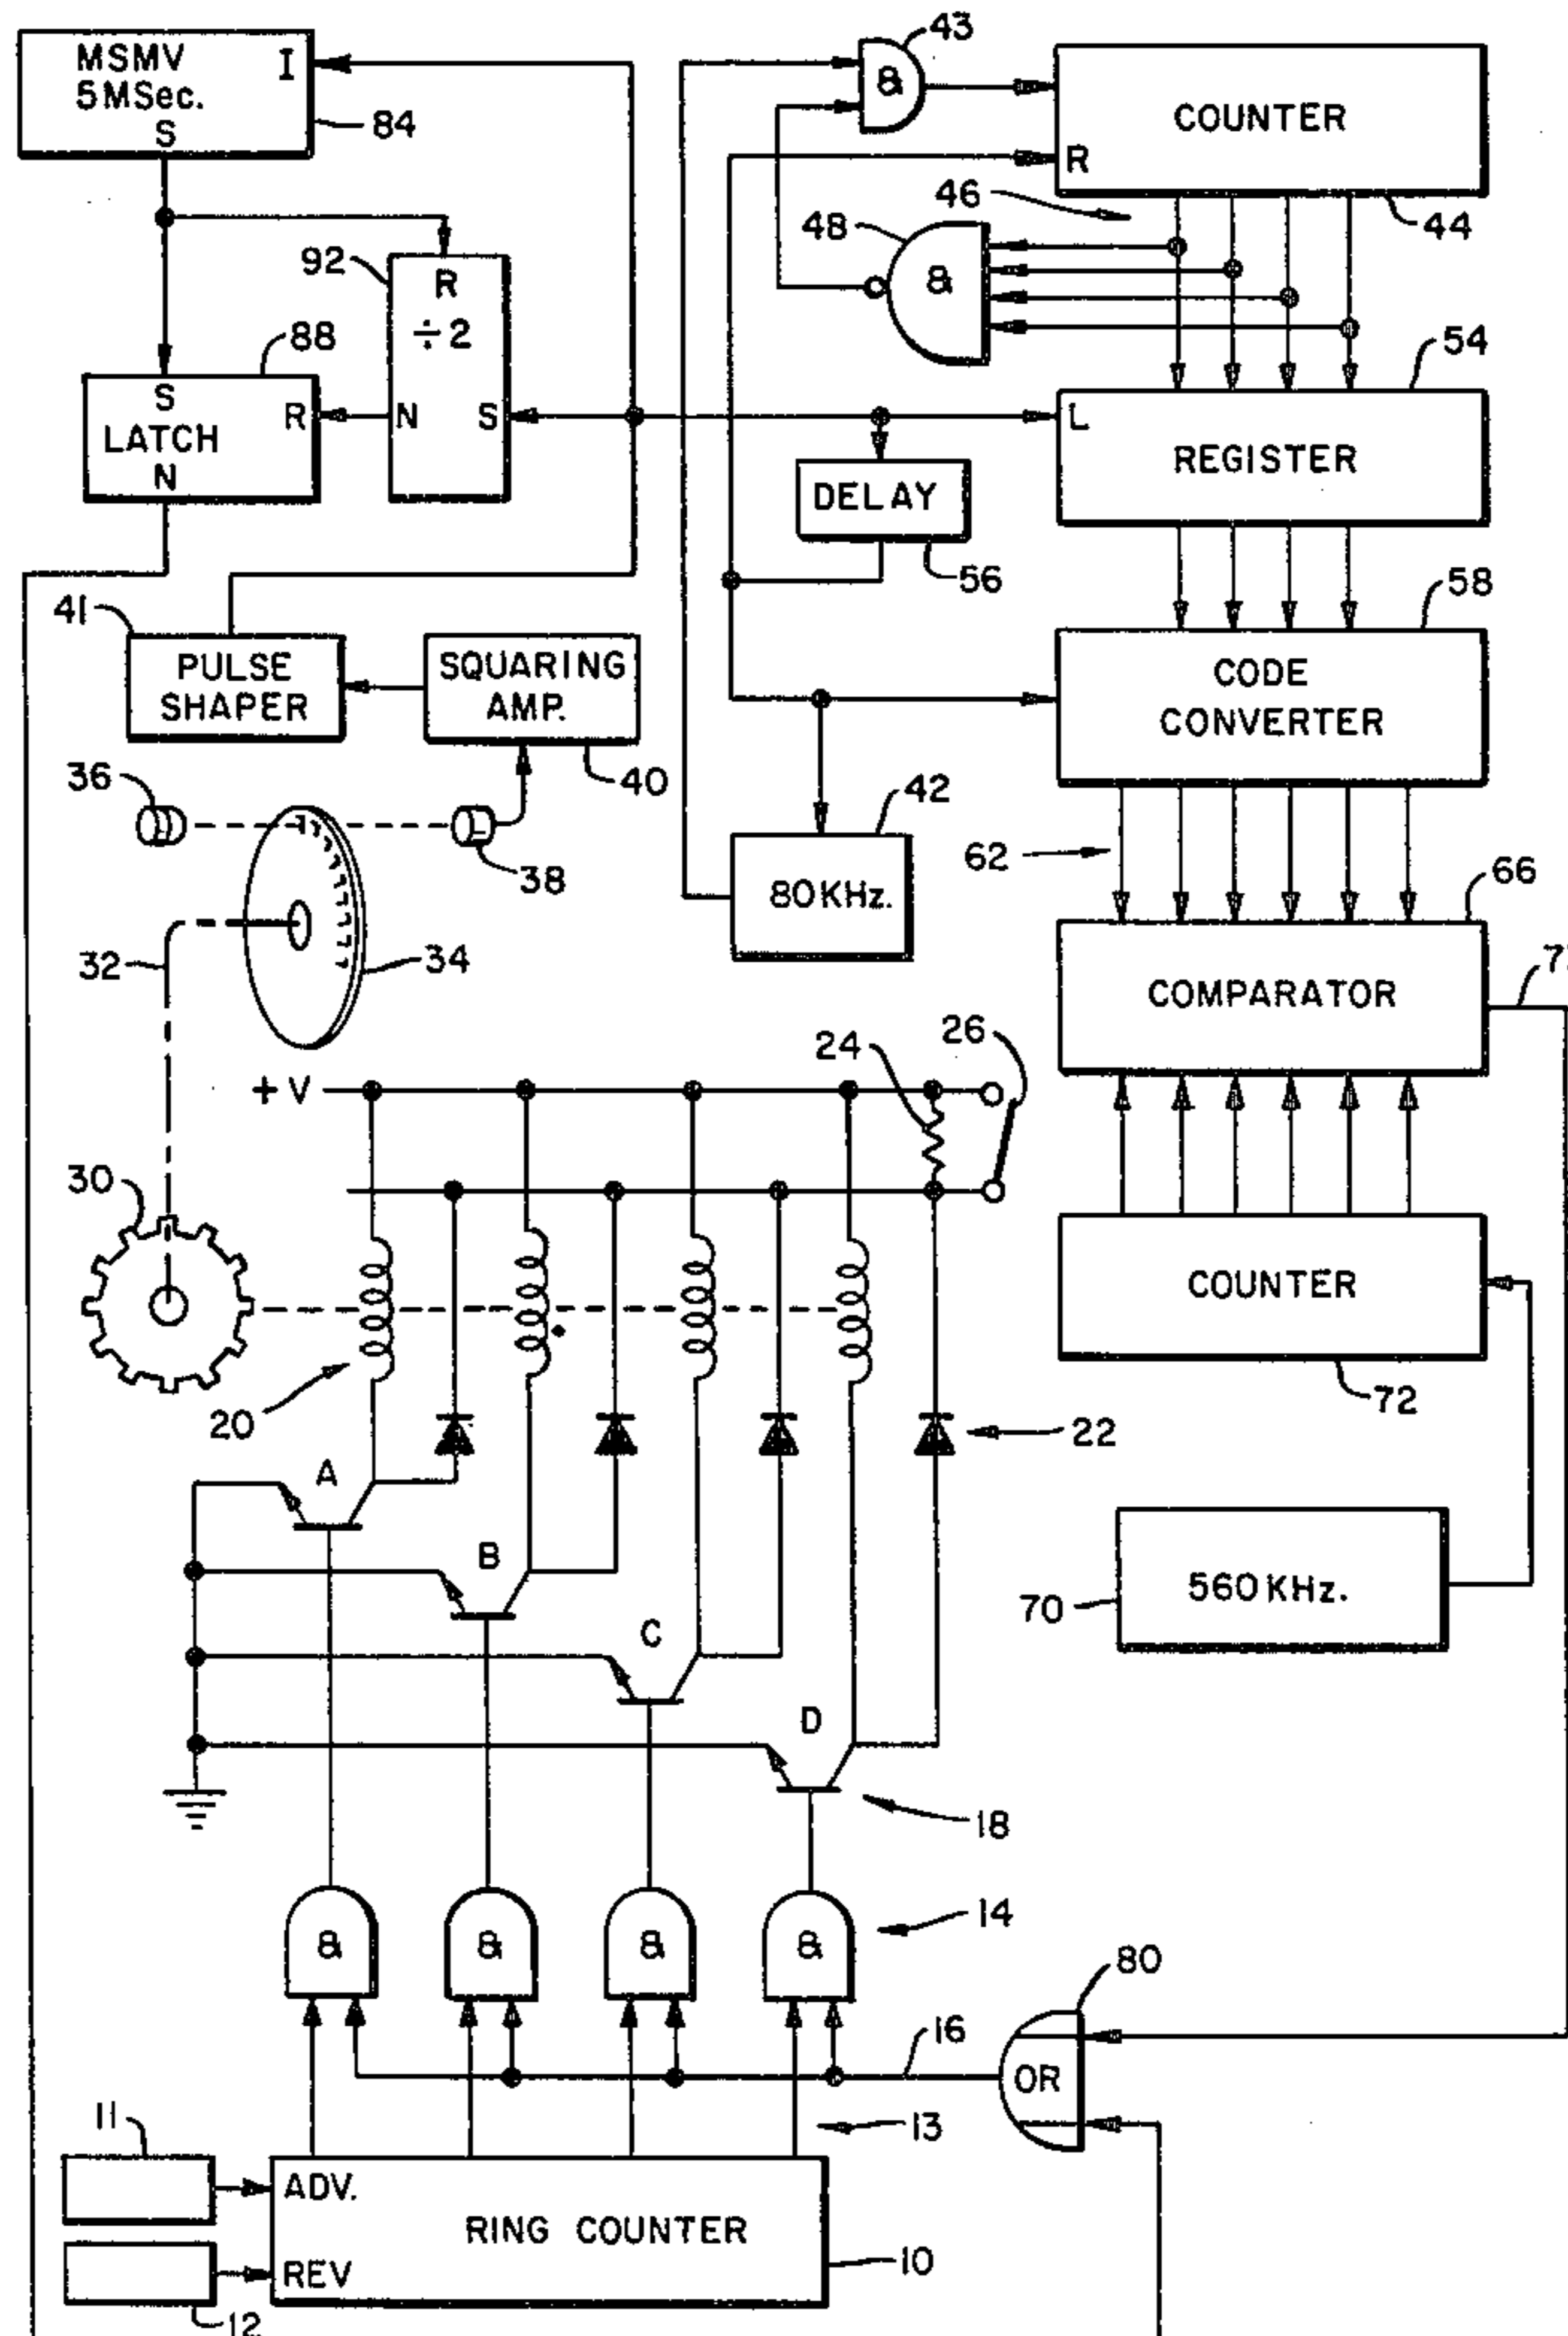 MSMV I
5MSec.
S
84
43
&
COUNTER
R
44
46
48
&
92
R
÷2
N S
88
S
LATCH R
N
L
54
REGISTER
DELAY
56
58
CODE
CONVERTER
41
PULSE
SHAPER
SQUARING
AMP.
40
36
38
34
32
42
80KHz.
62
66
COMPARATOR
24
26
+V
30
20
22
COUNTER
72
A
B
C
D
70
560KHz.
18
&
&
&
&
14
80
OR
16
13
11
ADV.
RING COUNTER
REV
10
12